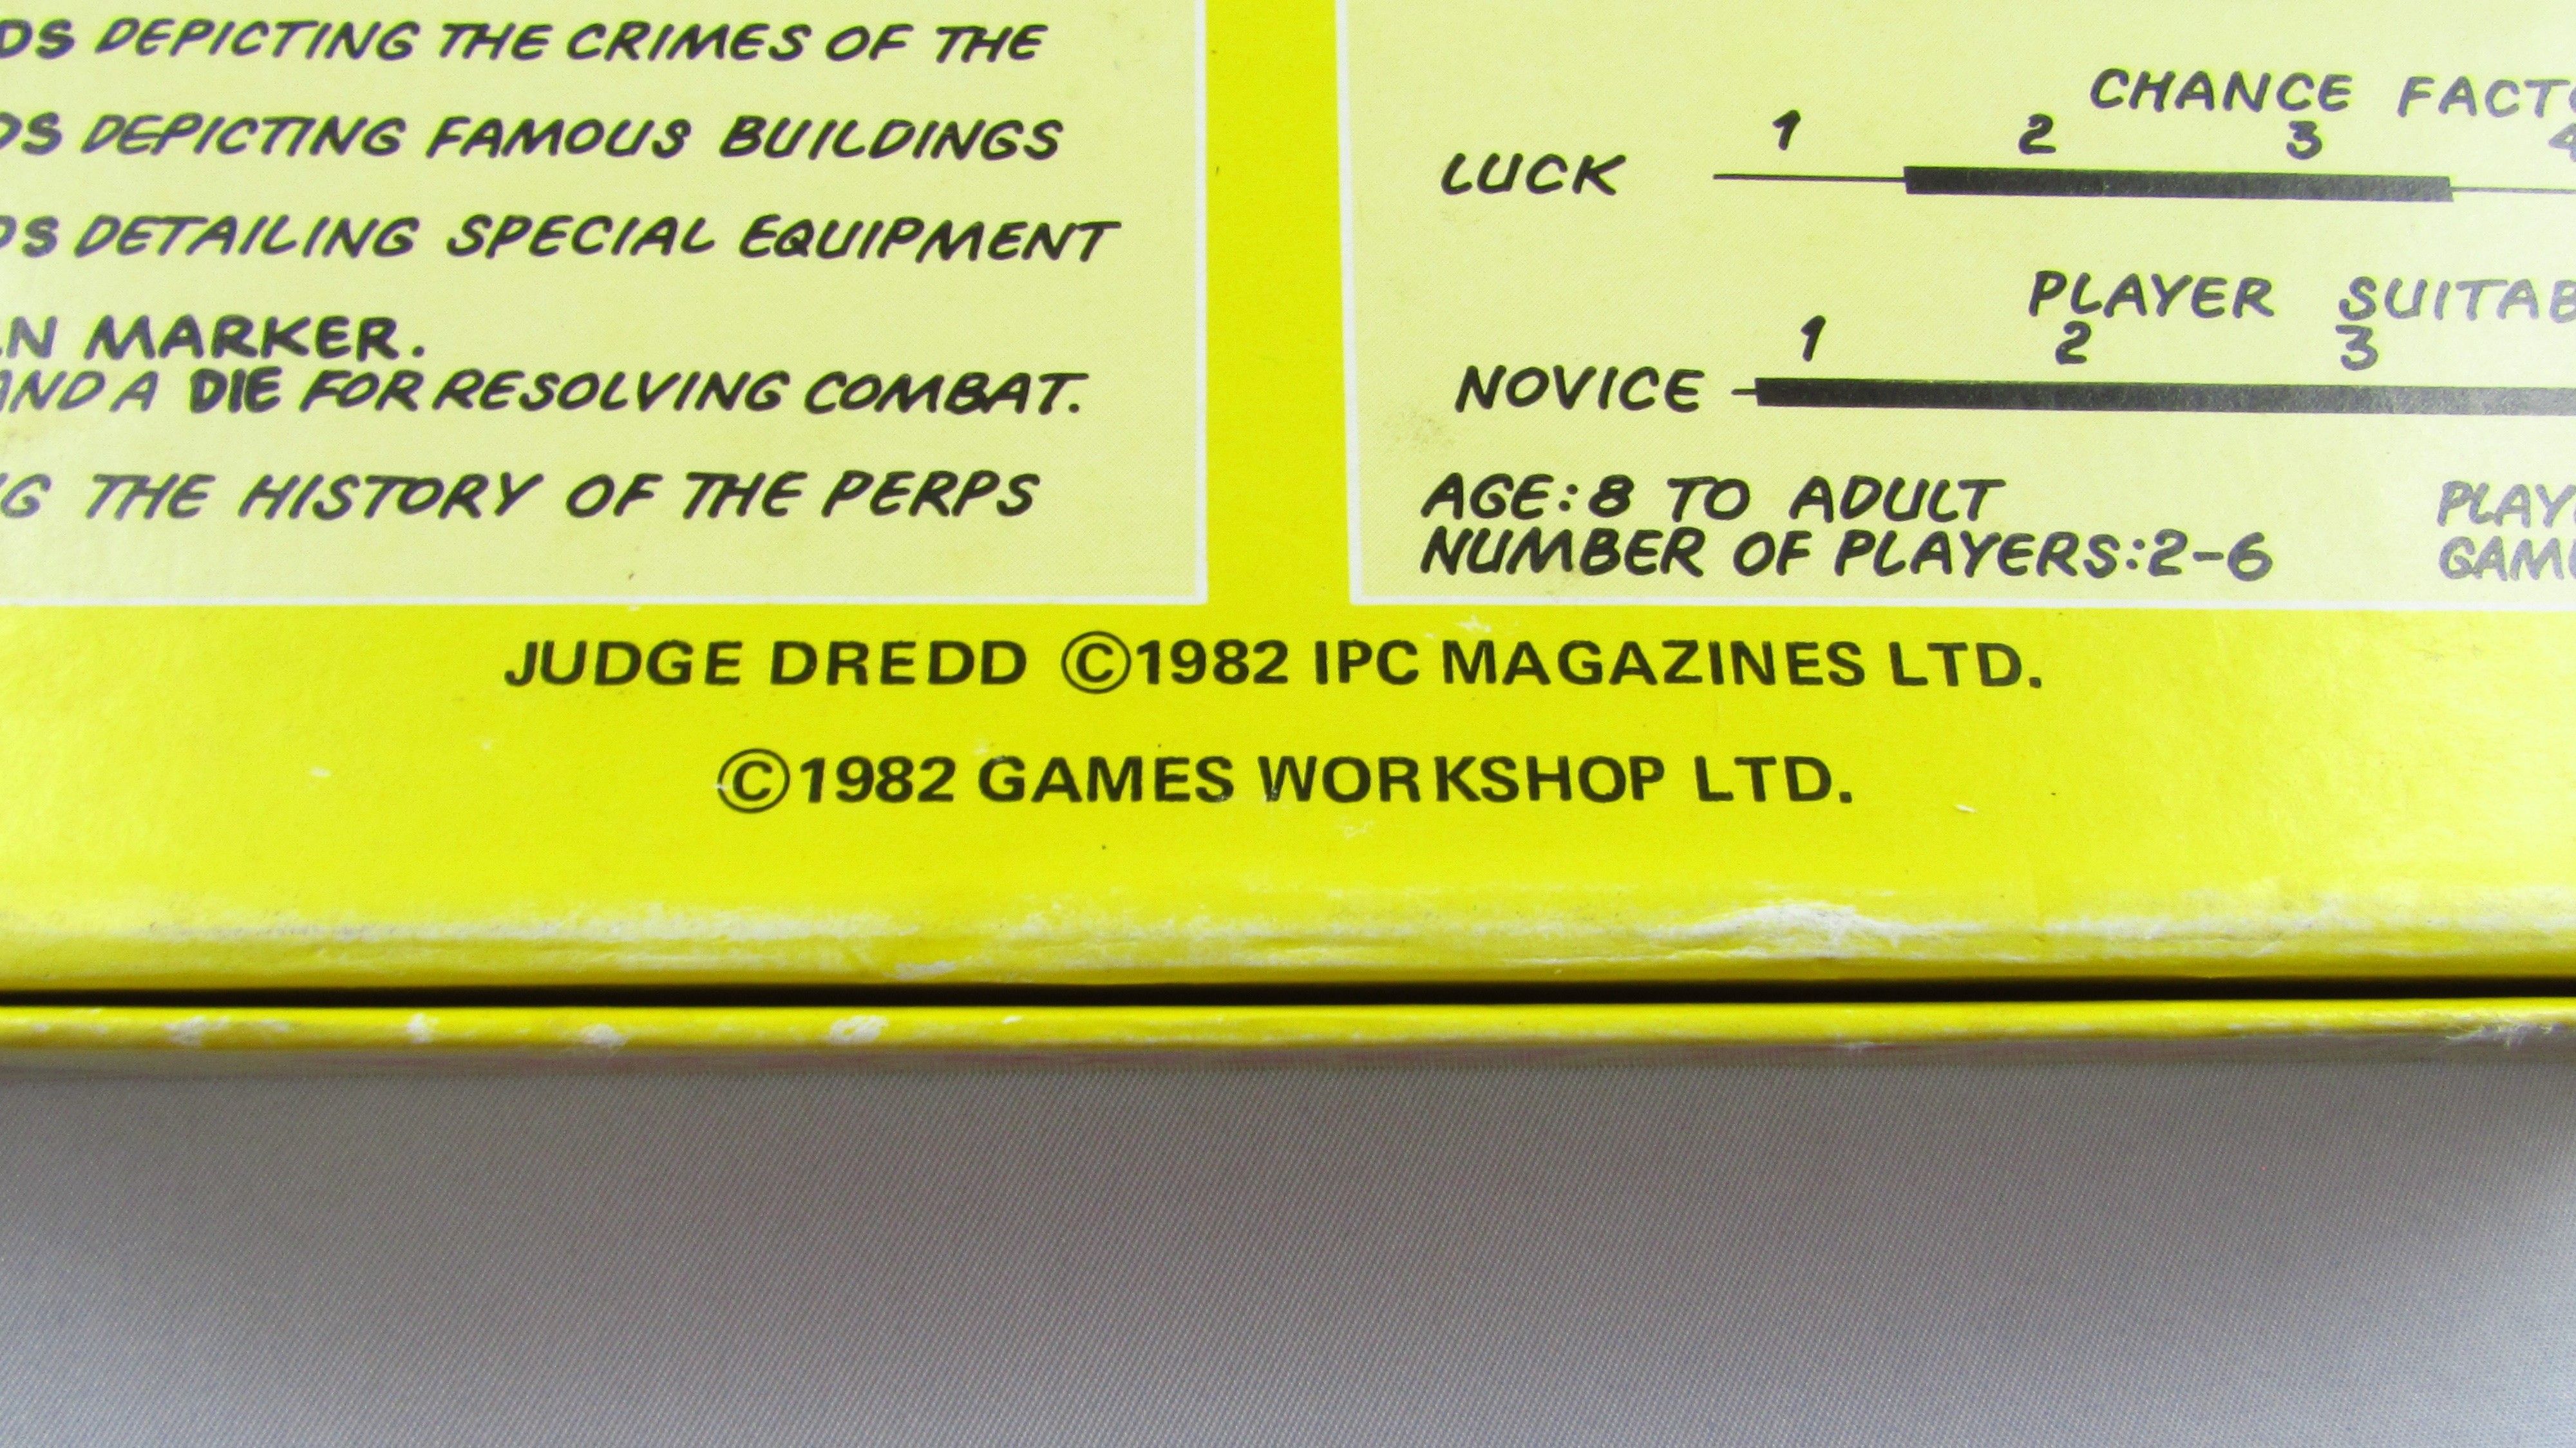 DEPICTING THE CRIMES OF THE
DEPICTING FAMOUS BUILDINGS
DETAILING SPECIAL EQUIPMENT
MARKER.
AND A DIE FOR RESOLVING COMBAT.
THE HISTORY OF THE PERPS
CHANCE
1 2 3
LUCK
PLAYER
1 2 3
NOVICE
AGE: 8 TO ADULT
NUMBER OF PLAYERS: 2-6
JUDGE DREDD ©1982 IPC MAGAZINES LTD.
©1982 GAMES WORKSHOP LTD.